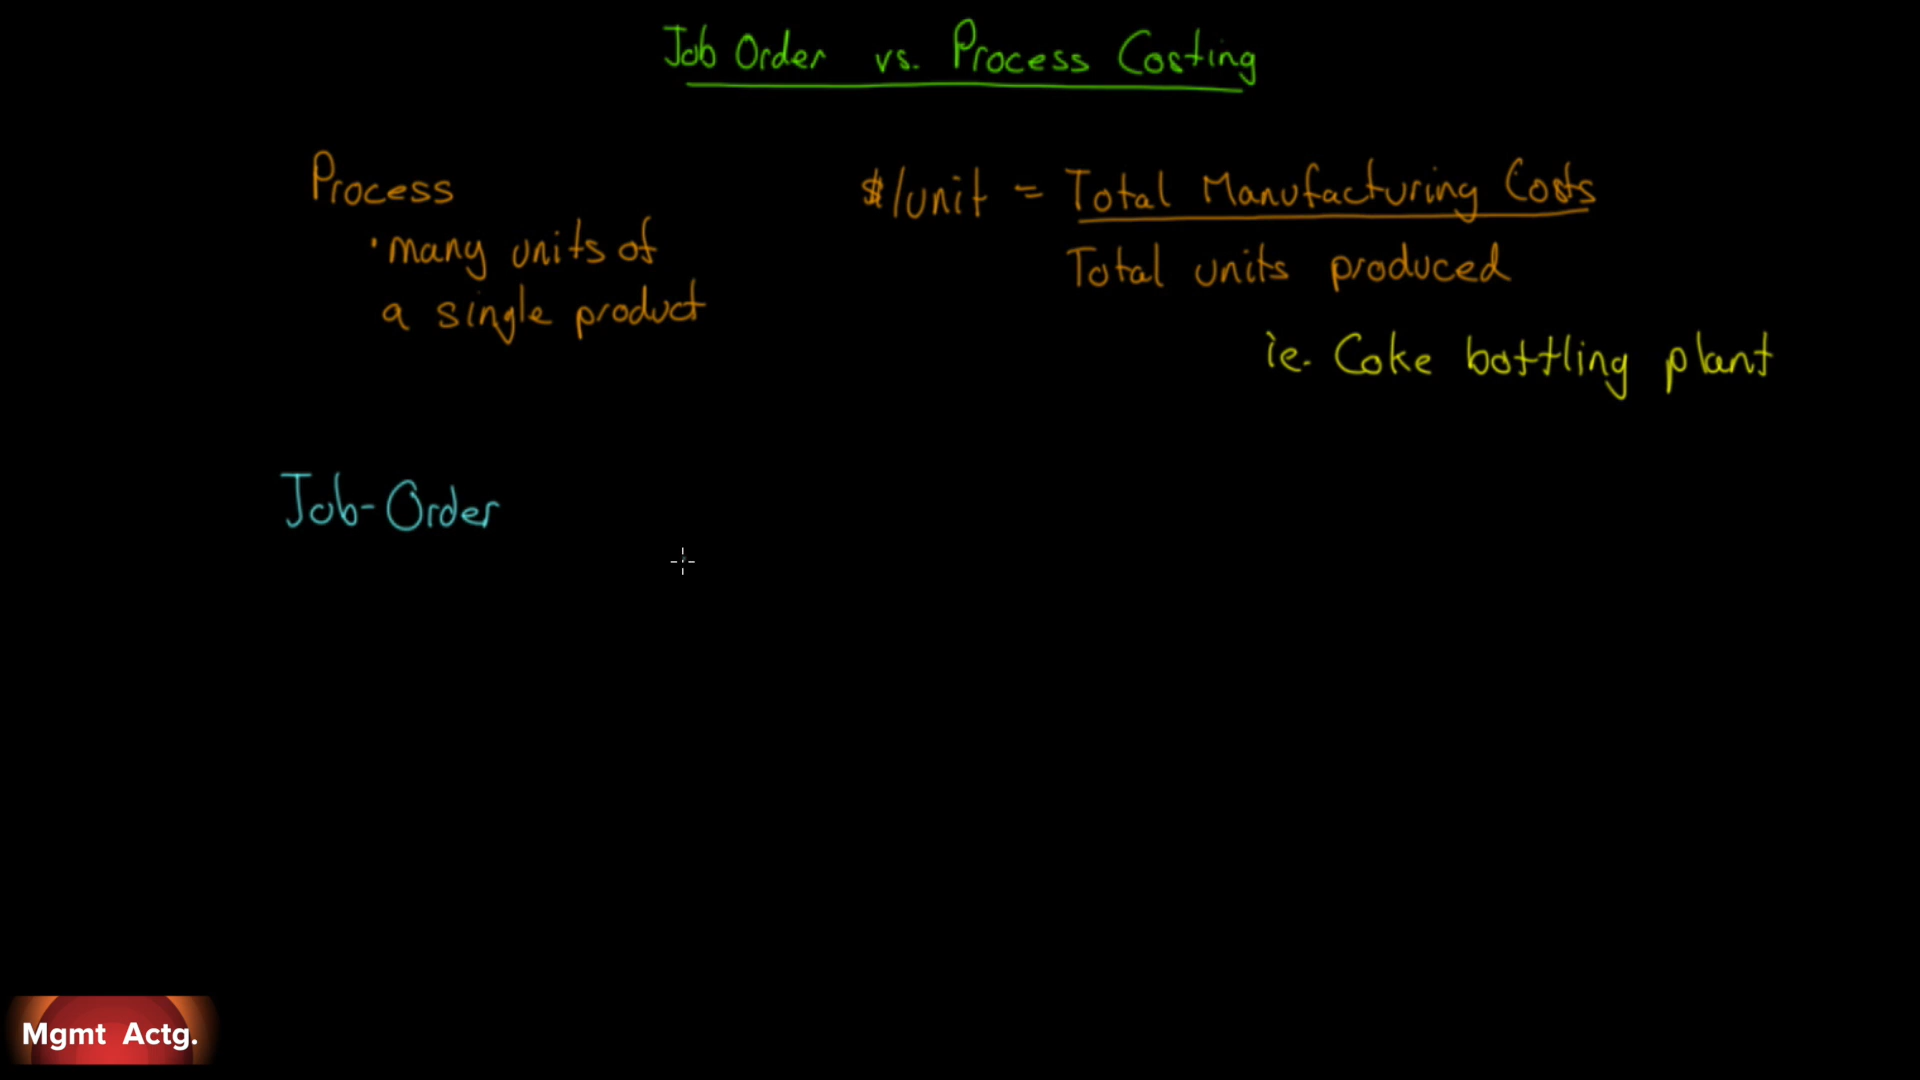 Job Order vs. Process Costing
Process
• many units of
a single product
$/unit = Total Manufacturing Costs
Total units produced
ie. Coke bottling plant
Job-Order
Mgmt Actg.